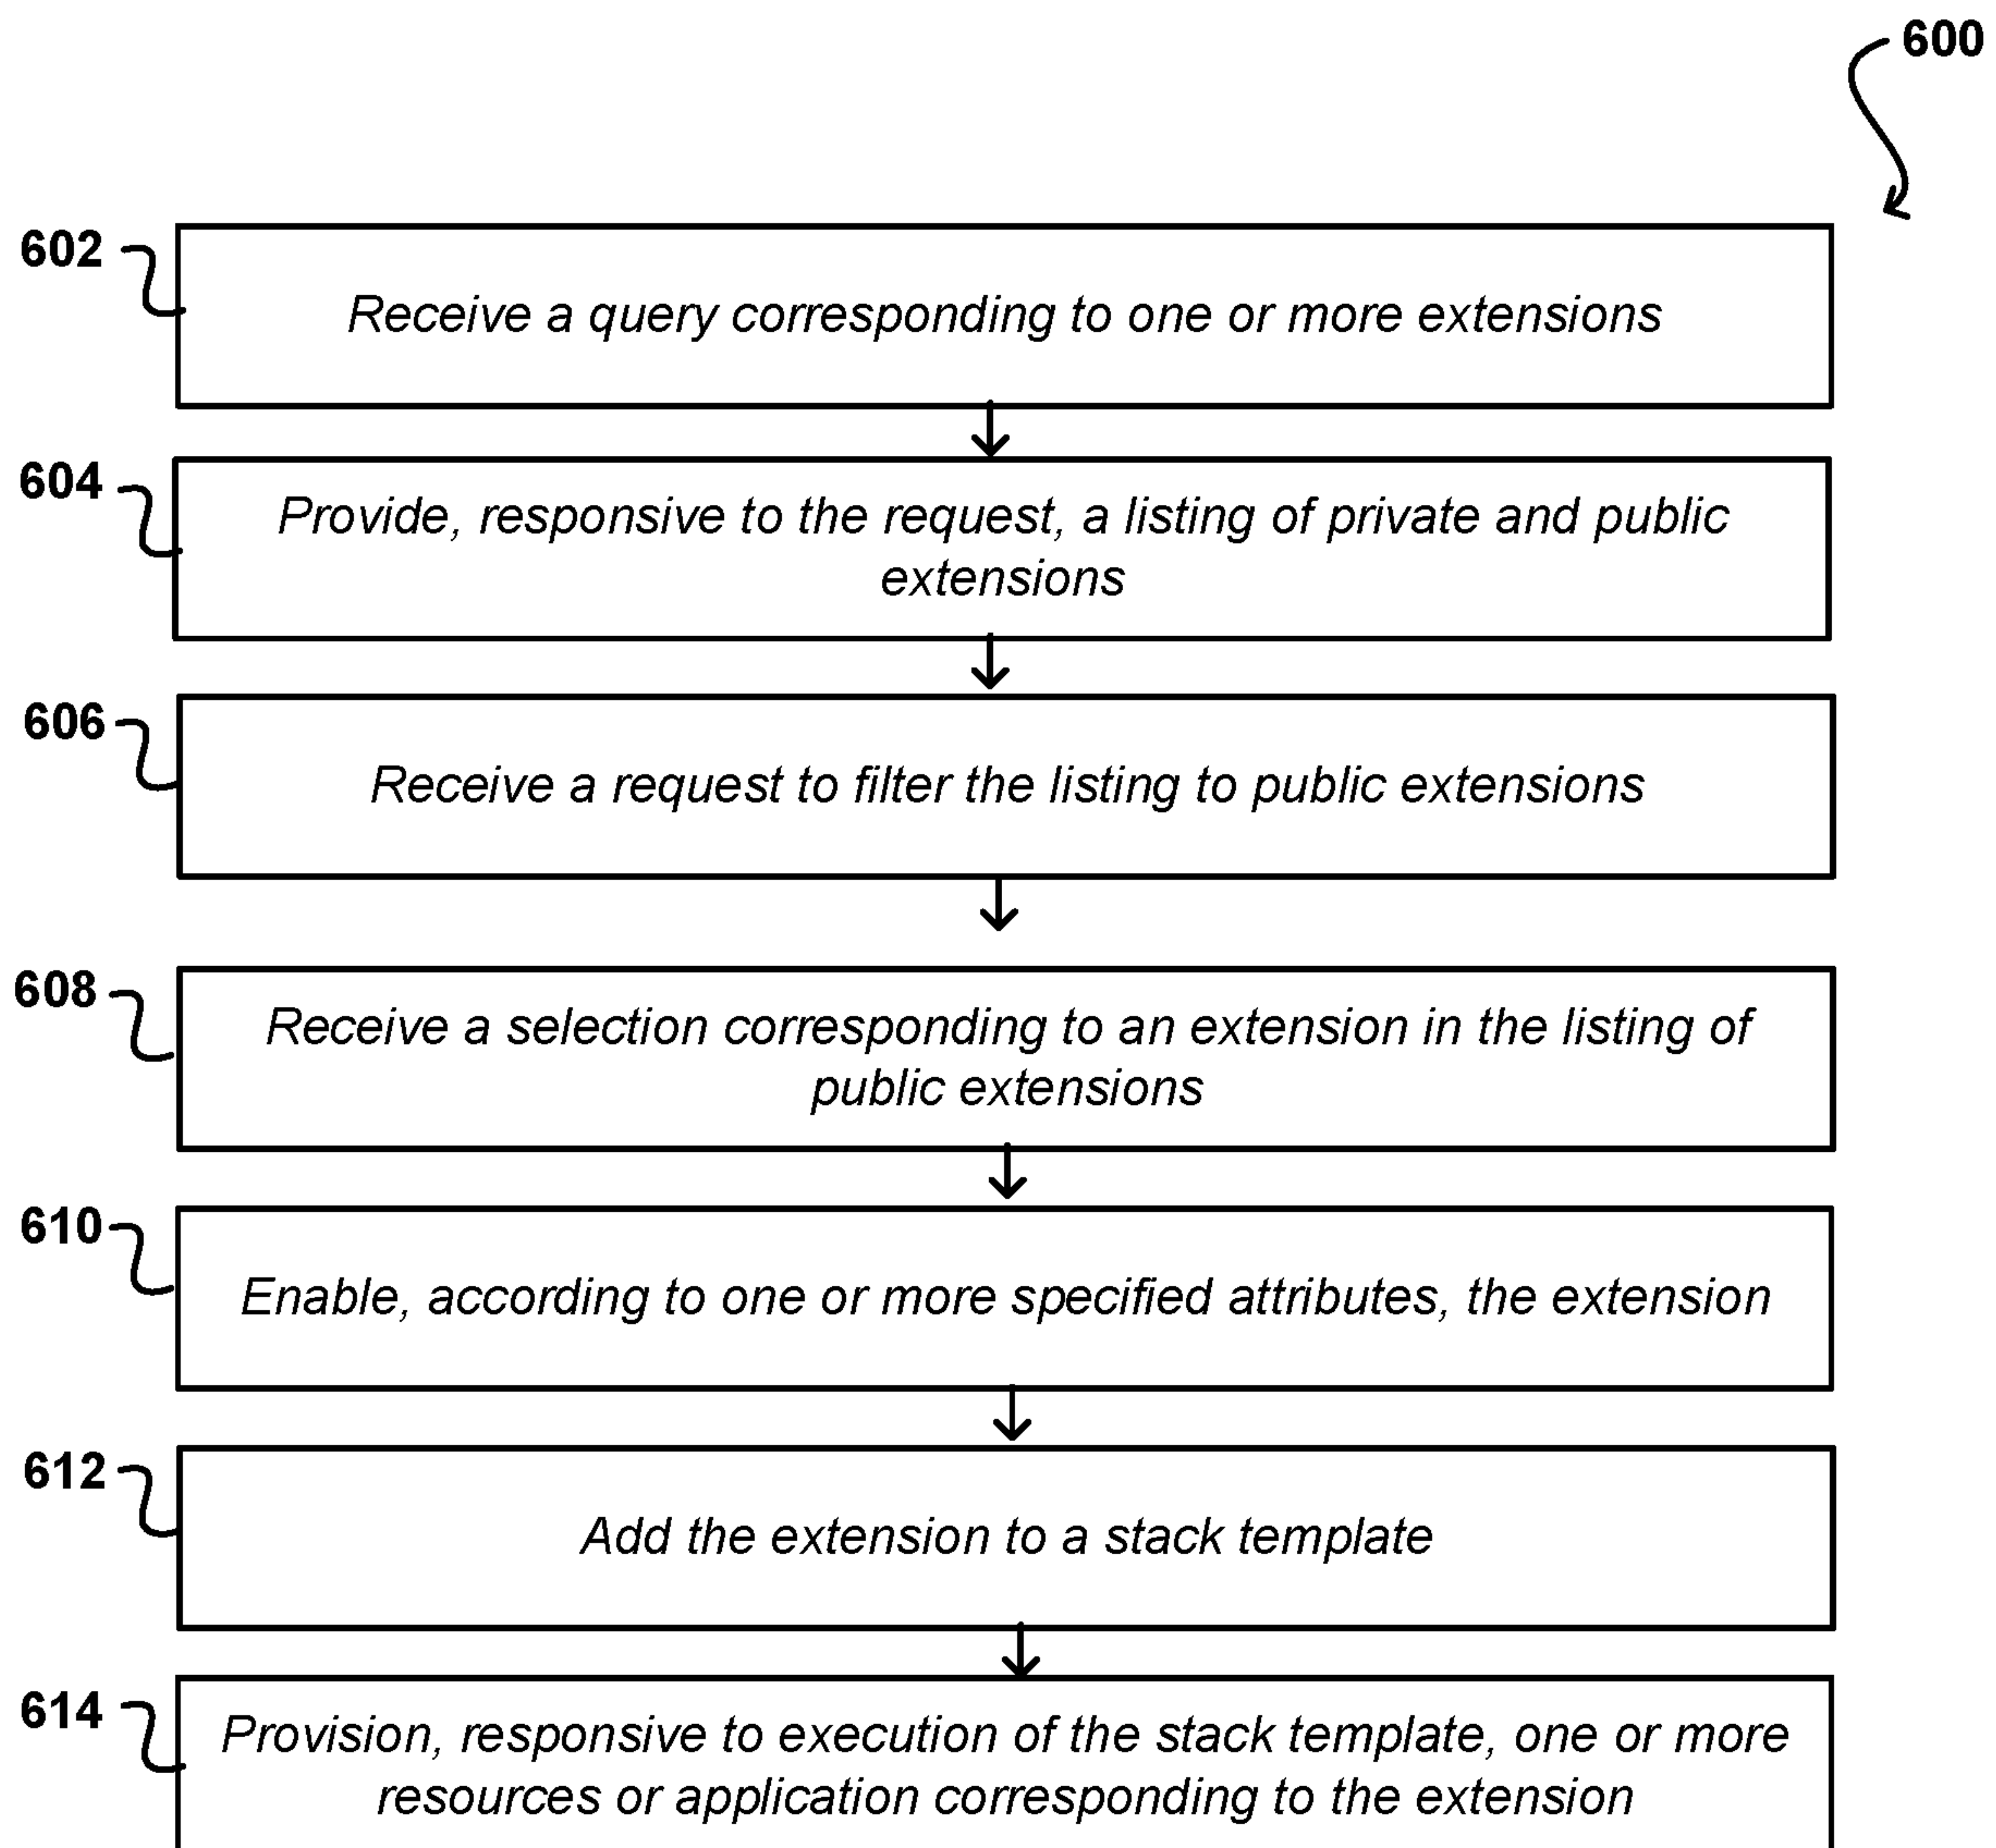 600
602
Receive a query corresponding to one or more extensions
604
Provide, responsive to the request, a listing of private and public
extensions
606
Receive a request to filter the listing to public extensions
608
Receive a selection corresponding to an extension in the listing of
public extensions
610
Enable, according to one or more specified attributes, the extension
612
Add the extension to a stack template
614
Provision, responsive to execution of the stack template, one or more
resources or application corresponding to the extension